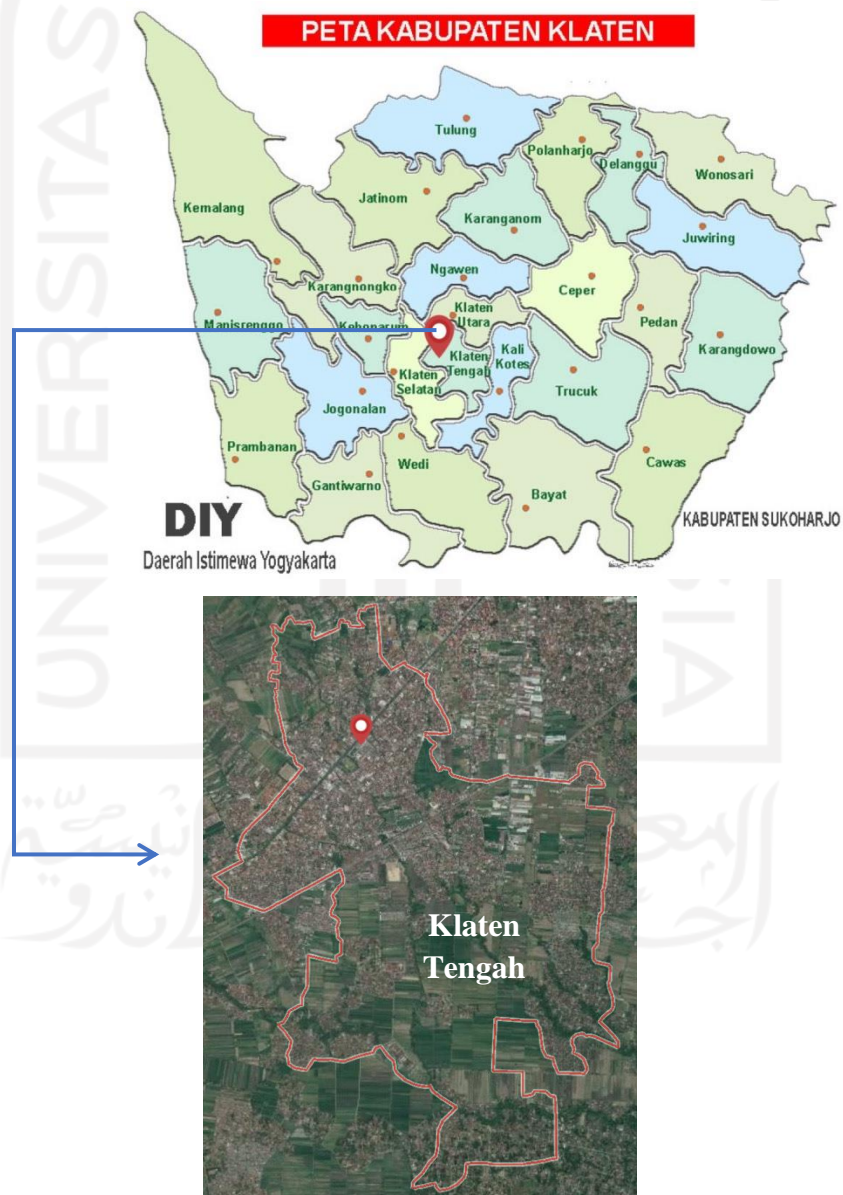 PETA KABUPATEN KLATEN
Tulung
Polanharjo
Delanggu
Wonosari
Kemalang
Jatinom
Karanganom
Juwiring
Karangnongko
Ngawen
Ceper
Manisrenggo
Kebonarum
Klaten
Utara
Pedan
Karangdowo
Klaten
Tengah
Kali
Kotes
Klaten
Selatan
Trucuk
Jogonalan
Prambanan
Gantiwarno
Wedi
Bayat
Cawas
DIY
Daerah Istimewa Yogyakarta
KABUPATEN SUKOHARJO
Klaten
Tengah
UNIVERSITAS